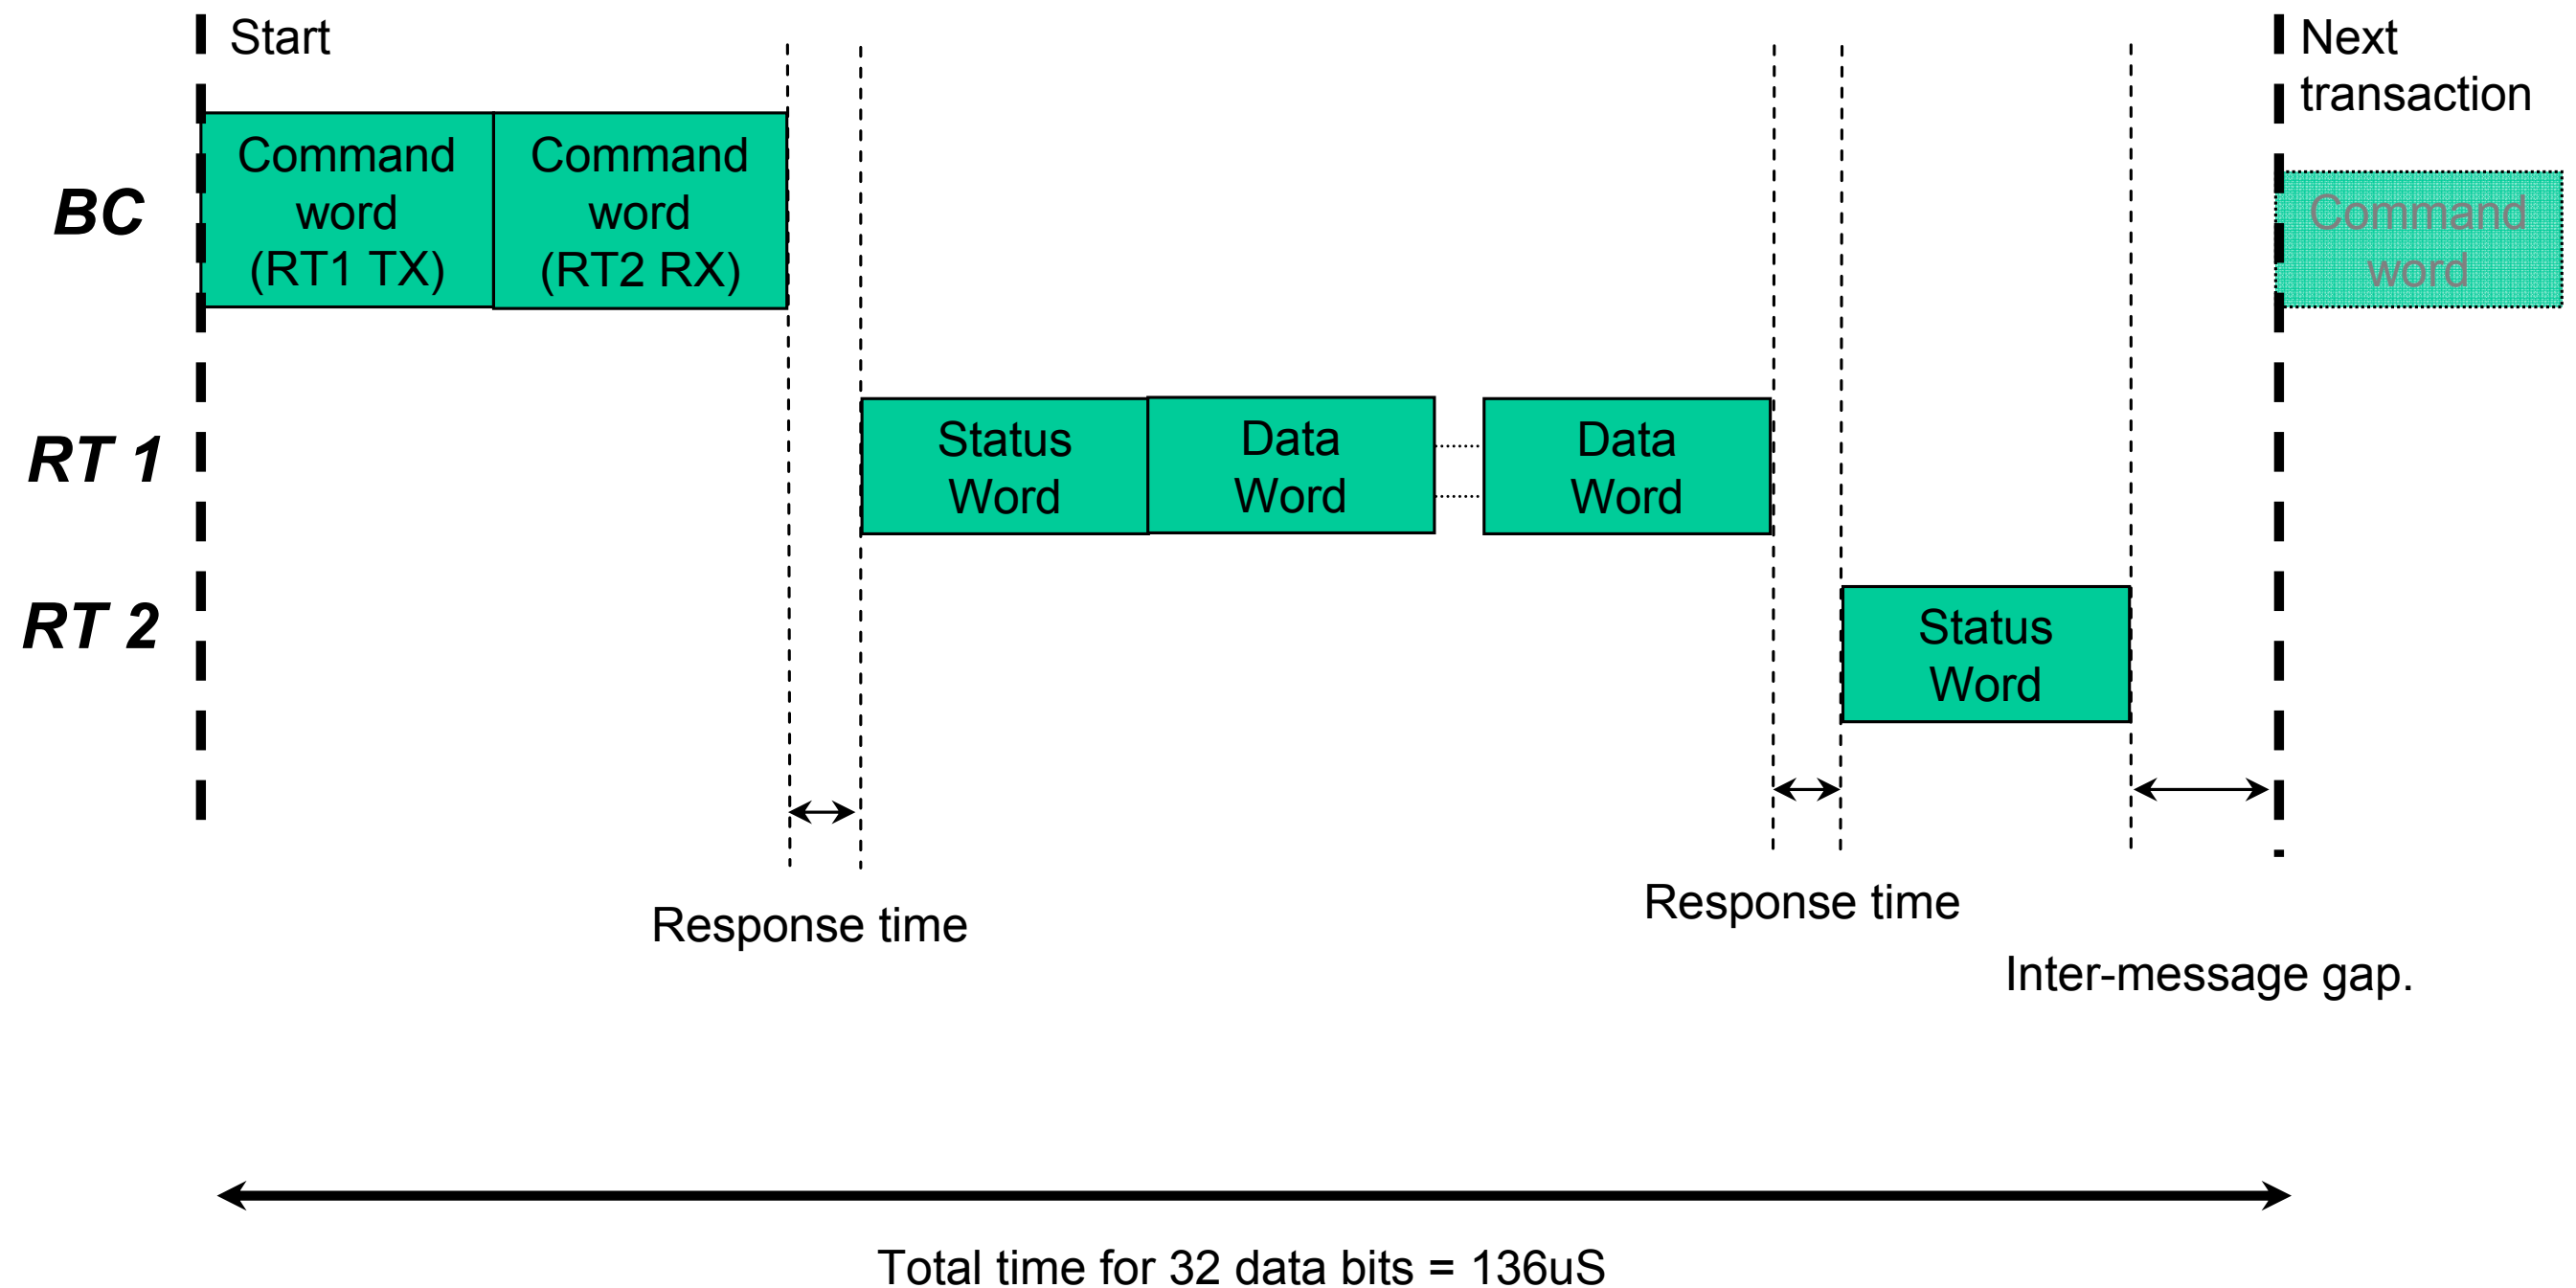 Start
Next
transaction
BC
Command
word
(RT1 TX)
Command
word
(RT2 RX)
Command
word
RT 1
Status
Word
Data
Word
Data
Word
RT 2
Status
Word
Response time
Response time
Inter-message gap.
Total time for 32 data bits = 136uS